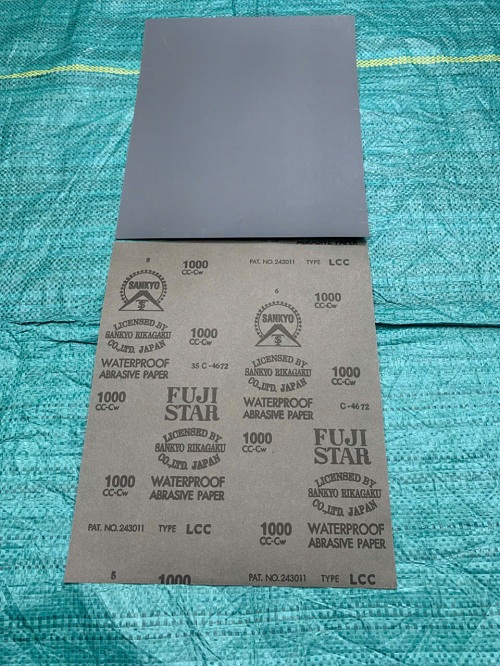 ABRASIVE PAPER
8
1000
CC-Cw
PAT. NO.243011 TYPE LCC
SANKYO
6
1000
CC-Cw
SANKYO
LICENSED BY
SANKYO RIKAGAKU
CO.,LTD. JAPAN
1000
CC-Cw
WATERPROOF
ABRASIVE PAPER
35 C-4672
LICENSED BY
SANKYO RIKAGAKU
CO.,LTD. JAPAN
1000
CC-Cw
1000
CC-Cw
FUJI
STAR
WATERPROOF
ABRASIVE PAPER
C-4672
LICENSED BY
SANKYO RIKAGAKU
CO.,LTD. JAPAN
1000
CC-Cw
FUJI
STAR
1000
CC-Cw
WATERPROOF
ABRASIVE PAPER
LICENSED BY
SANKYO RIKAGAKU
CO.,LTD. JAPAN
PAT. NO.243011 TYPE LCC
1000
CC-Cw
WATERPROOF
ABRASIVE PAPER
5
1000
PAT. NO.243011 TYPE LCC